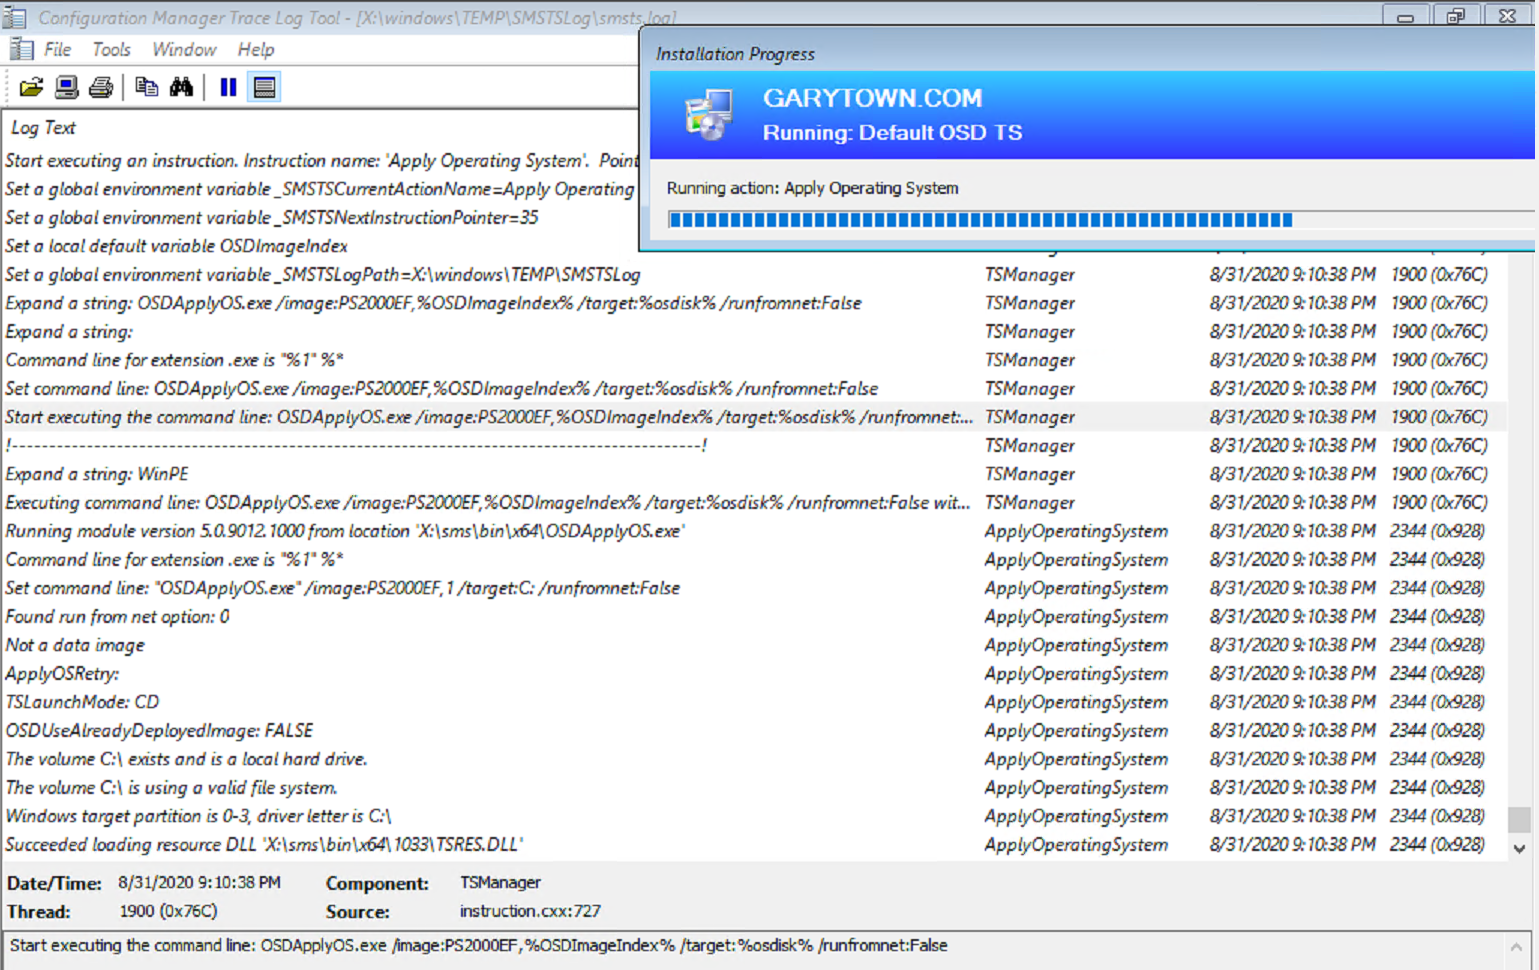 Configuration Manager Trace Log Tool - [X:\windows\TEMP\SMSTSLog\smsts.log]
File Tools Window Help
Installation Progress
GARYTOWN.COM
Running: Default OSD TS
Running action: Apply Operating System
Log Text
Start executing an instruction. Instruction name: 'Apply Operating System'. Point
Set a global environment variable _SMSTSCurrentActionName=Apply Operating
Set a global environment variable _SMSTSNextInstructionPointer=35
Set a local default variable OSDImageIndex
Set a global environment variable _SMSTSLogPath=X:\windows\TEMP\SMSTSLog TSManager 8/31/2020 9:10:38 PM 1900 (0x76C)
Expand a string: OSDApplyOS.exe /image:PS2000EF,%OSDImageIndex% /target:%osdisk% /runfromnet:False TSManager 8/31/2020 9:10:38 PM 1900 (0x76C)
Expand a string: TSManager 8/31/2020 9:10:38 PM 1900 (0x76C)
Command line for extension .exe is "%1" %* TSManager 8/31/2020 9:10:38 PM 1900 (0x76C)
Set command line: OSDApplyOS.exe /image:PS2000EF,%OSDImageIndex% /target:%osdisk% /runfromnet:False TSManager 8/31/2020 9:10:38 PM 1900 (0x76C)
Start executing the command line: OSDApplyOS.exe /image:PS2000EF,%OSDImageIndex% /target:%osdisk% /runfromnet:... TSManager 8/31/2020 9:10:38 PM 1900 (0x76C)
!--------------------------------------------------------------------------------------------! TSManager 8/31/2020 9:10:38 PM 1900 (0x76C)
Expand a string: WinPE TSManager 8/31/2020 9:10:38 PM 1900 (0x76C)
Executing command line: OSDApplyOS.exe /image:PS2000EF,%OSDImageIndex% /target:%osdisk% /runfromnet:False wit... TSManager 8/31/2020 9:10:38 PM 1900 (0x76C)
Running module version 5.0.9012.1000 from location 'X:\sms\bin\x64\OSDApplyOS.exe' ApplyOperatingSystem 8/31/2020 9:10:38 PM 2344 (0x928)
Command line for extension .exe is "%1" %* ApplyOperatingSystem 8/31/2020 9:10:38 PM 2344 (0x928)
Set command line: "OSDApplyOS.exe" /image:PS2000EF,1 /target:C: /runfromnet:False ApplyOperatingSystem 8/31/2020 9:10:38 PM 2344 (0x928)
Found run from net option: 0 ApplyOperatingSystem 8/31/2020 9:10:38 PM 2344 (0x928)
Not a data image ApplyOperatingSystem 8/31/2020 9:10:38 PM 2344 (0x928)
ApplyOSRetry: ApplyOperatingSystem 8/31/2020 9:10:38 PM 2344 (0x928)
TSLaunchMode: CD ApplyOperatingSystem 8/31/2020 9:10:38 PM 2344 (0x928)
OSDUseAlreadyDeployedImage: FALSE ApplyOperatingSystem 8/31/2020 9:10:38 PM 2344 (0x928)
The volume C:\ exists and is a local hard drive. ApplyOperatingSystem 8/31/2020 9:10:38 PM 2344 (0x928)
The volume C:\ is using a valid file system. ApplyOperatingSystem 8/31/2020 9:10:38 PM 2344 (0x928)
Windows target partition is 0-3, driver letter is C:\ ApplyOperatingSystem 8/31/2020 9:10:38 PM 2344 (0x928)
Succeeded loading resource DLL 'X:\sms\bin\x64\1033\TSRES.DLL' ApplyOperatingSystem 8/31/2020 9:10:38 PM 2344 (0x928)
Date/Time: 8/31/2020 9:10:38 PM Component: TSManager
Thread: 1900 (0x76C) Source: instruction.cxx:727
Start executing the command line: OSDApplyOS.exe /image:PS2000EF,%OSDImageIndex% /target:%osdisk% /runfromnet:False